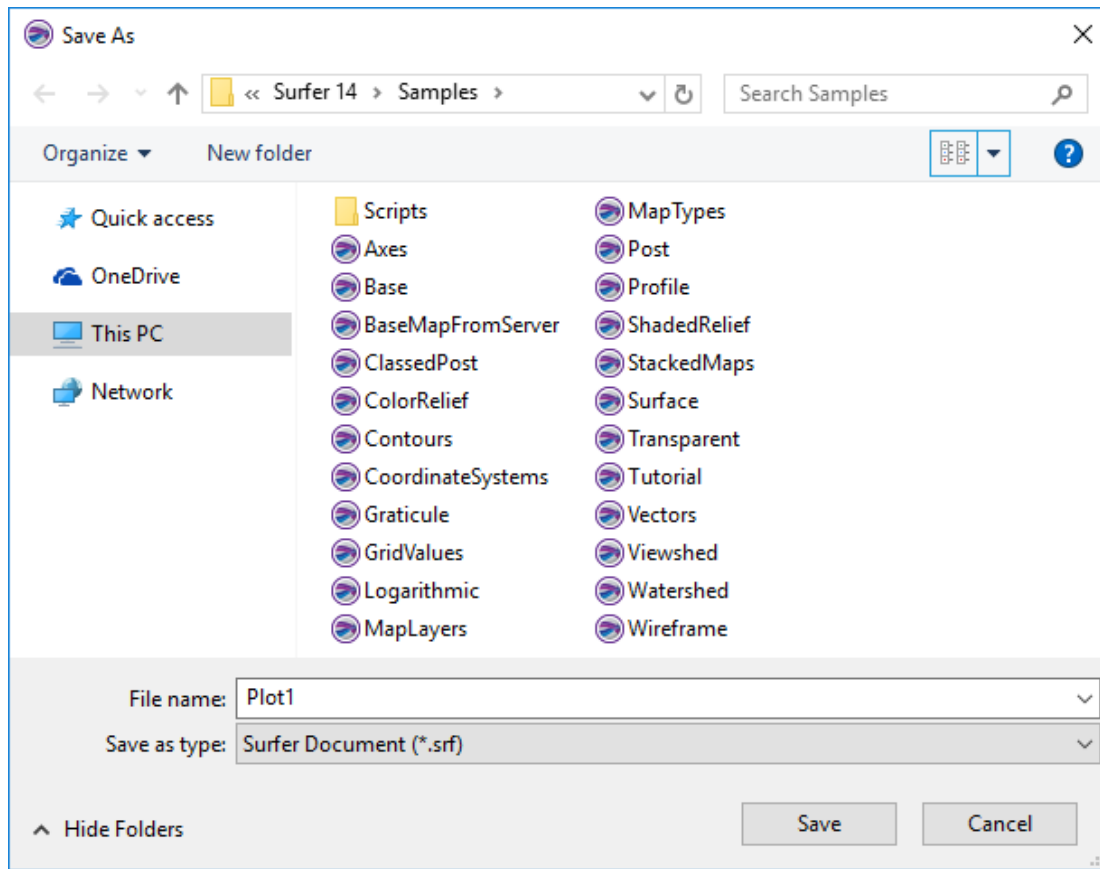 Save As
« Surfer 14 > Samples >
Search Samples
Organize
New folder
?
Quick access
OneDrive
This PC
Network
Scripts
Axes
Base
BaseMapFromServer
ClassedPost
ColorRelief
Contours
CoordinateSystems
Graticule
GridValues
Logarithmic
MapLayers
MapTypes
Post
Profile
ShadedRelief
StackedMaps
Surface
Transparent
Tutorial
Vectors
Viewshed
Watershed
Wireframe
File name: Plot1
Save as type: Surfer Document (*.srf)
Hide Folders
Save
Cancel